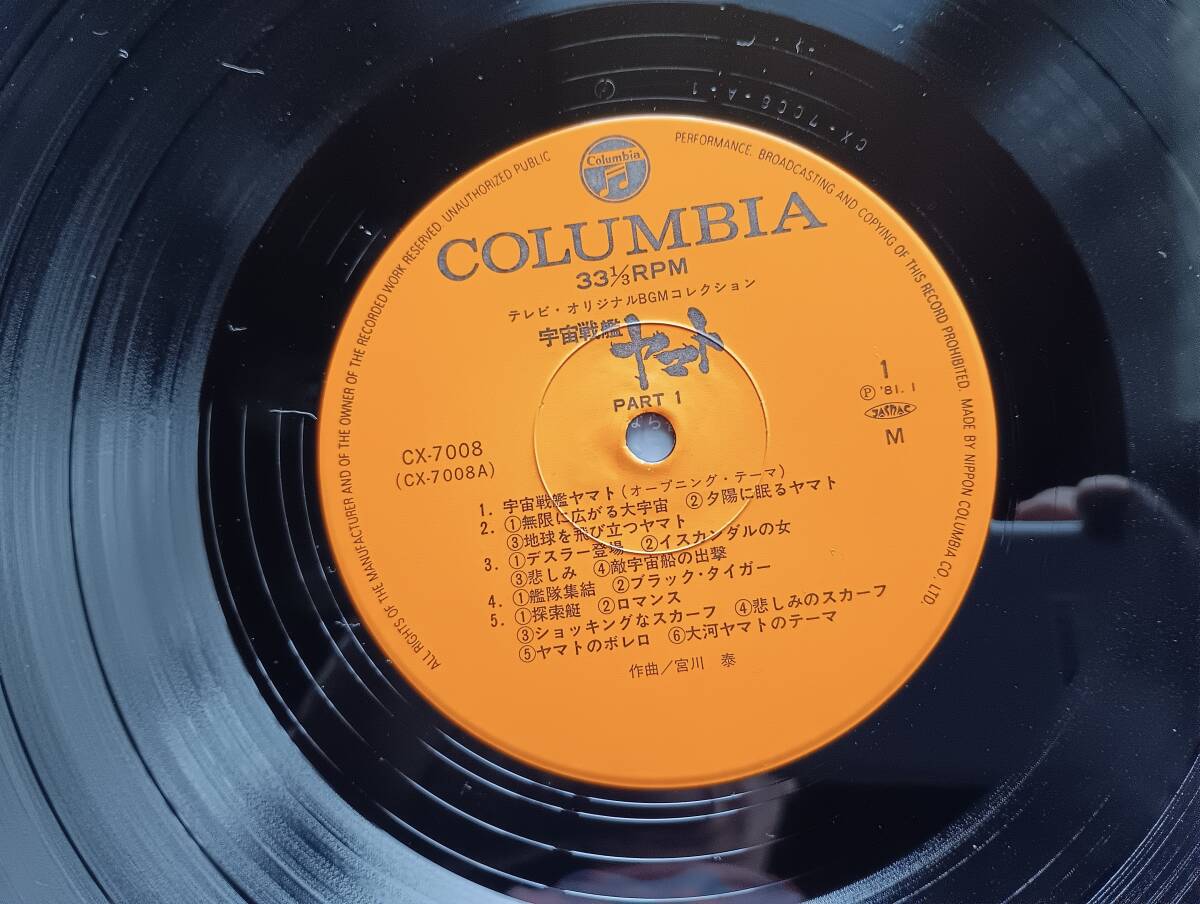 Columbia
COLUMBIA
33 1/3 RPM
テレビ・オリジナルBGMコレクション
宇宙戦艦ヤマト
PART 1
1
Ⓟ '81. 1
JASRAC
M
CX-7008
(CX-7008A)
1. 宇宙戦艦ヤマト(オープニング・テーマ)
2. ①無限に広がる大宇宙 ②夕陽に眠るヤマト
③地球を飛び立つヤマト
3. ①デスラー登場 ②イスカンダルの女
③悲しみ ④敵宇宙船の出撃
4. ①艦隊集結 ②ブラック・タイガー
5. ①探索艇 ②ロマンス
③ショッキングなスカーフ ④悲しみのスカーフ
⑤ヤマトのボレロ ⑥大河ヤマトのテーマ
作曲/宮川 泰
ALL RIGHTS OF THE MANUFACTURER AND OF THE OWNER OF THE RECORDED WORK RESERVED UNAUTHORIZED PUBLIC PERFORMANCE, BROADCASTING AND COPYING OF THIS RECORD PROHIBITED. MADE BY NIPPON COLUMBIA CO., LTD.
CX-7008-A-1